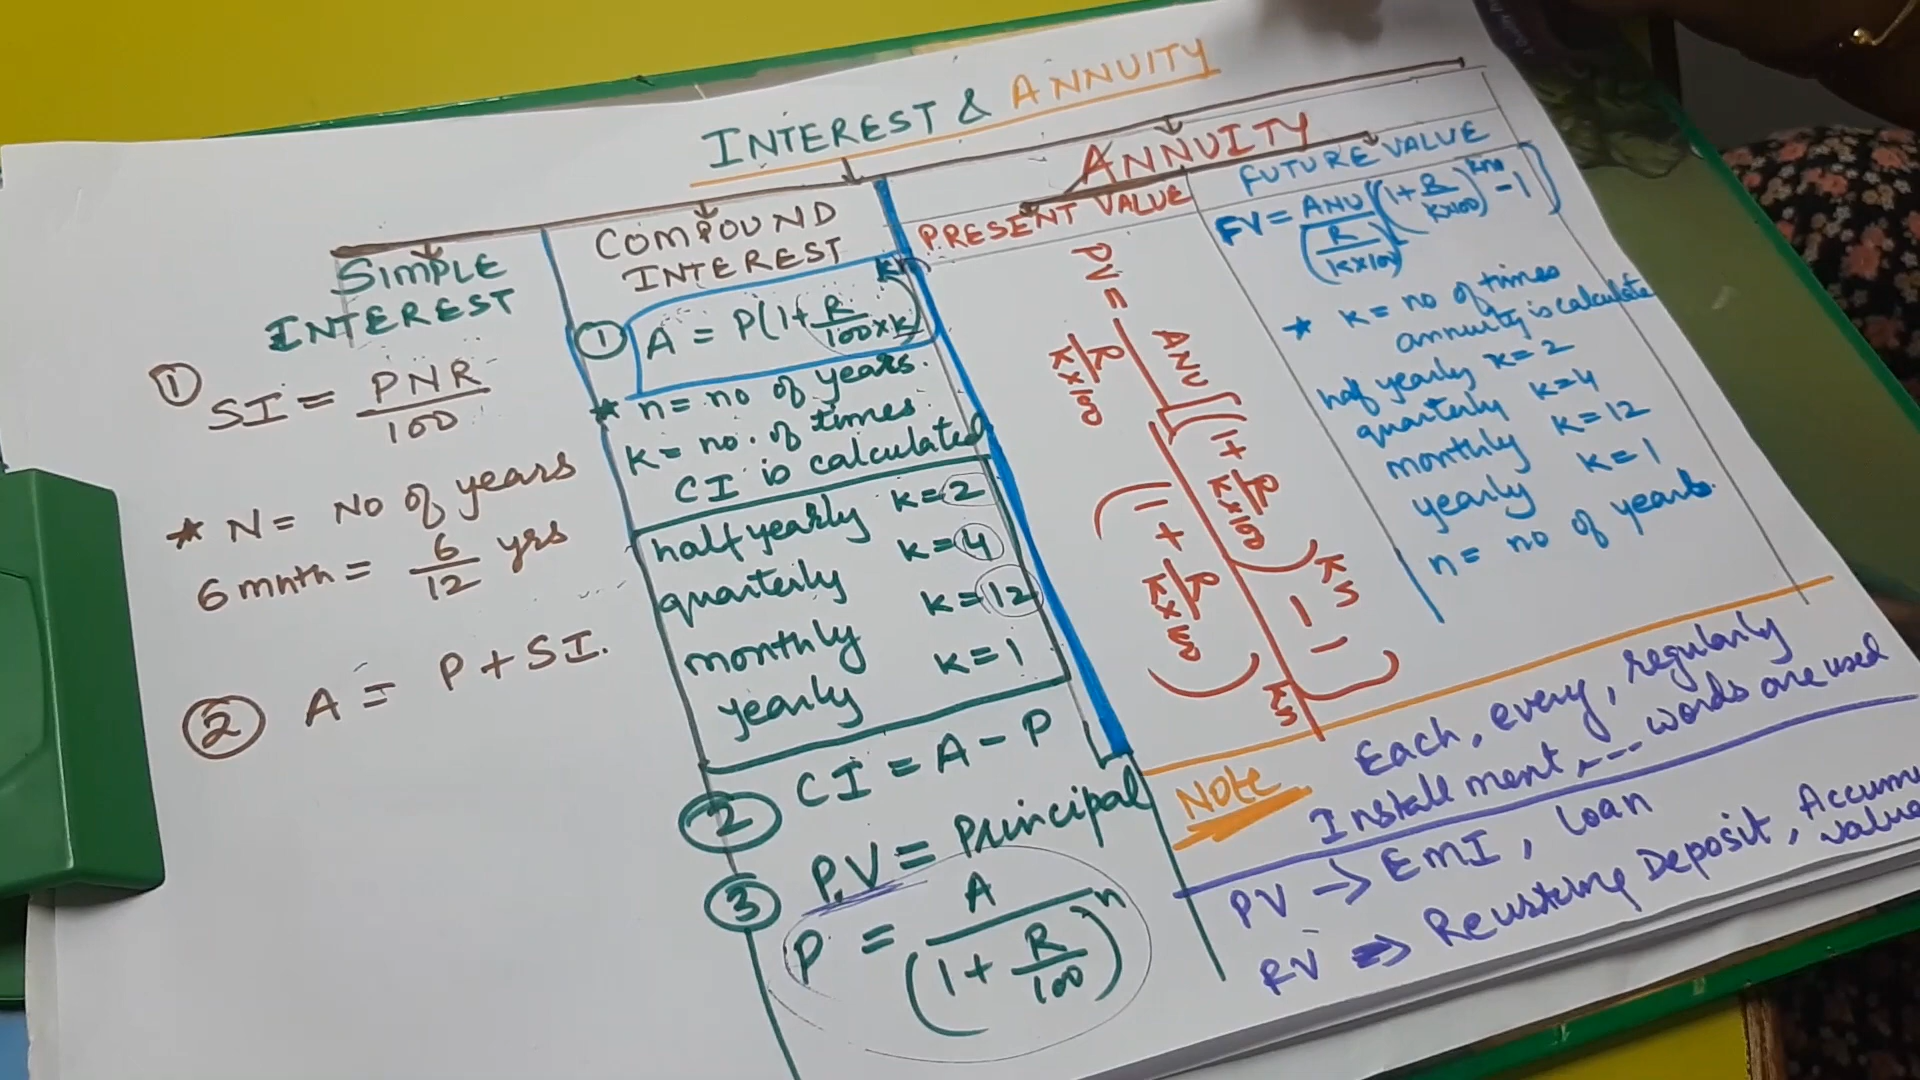 INTEREST & ANNUITY
SIMPLE
INTEREST
① SI = PNR/100
* N = No of years
6 mnth = 6/12 yrs
② A = P + SI.
COMPOUND
INTEREST
① A = P(1 + R/100×k)^kn
* n = no of years.
k = no. of times
CI is calculated
half yearly k = 2
quarterly k = 4
monthly k = 12
yearly k = 1
② CI = A - P
③ P.V = Principal
P = A/(1 + R/100)^n
ANNUITY
PRESENT VALUE
PV = ANU/(R/k×100) [(1 + R/k×100)^kn - 1]/(1 + R/k×100)^kn
FUTURE VALUE
FV = ANU/(R/k×100) [(1 + R/k×100)^kn - 1]
* k = no of times
annuity is calculate
half yearly k = 2
quarterly k = 4
monthly k = 12
yearly k = 1
n = no of years.
NOTE
Each, every, regularly
Installment, --- words are used
PV → EMI, loan
RV ⇒ Deposit, Accum
value